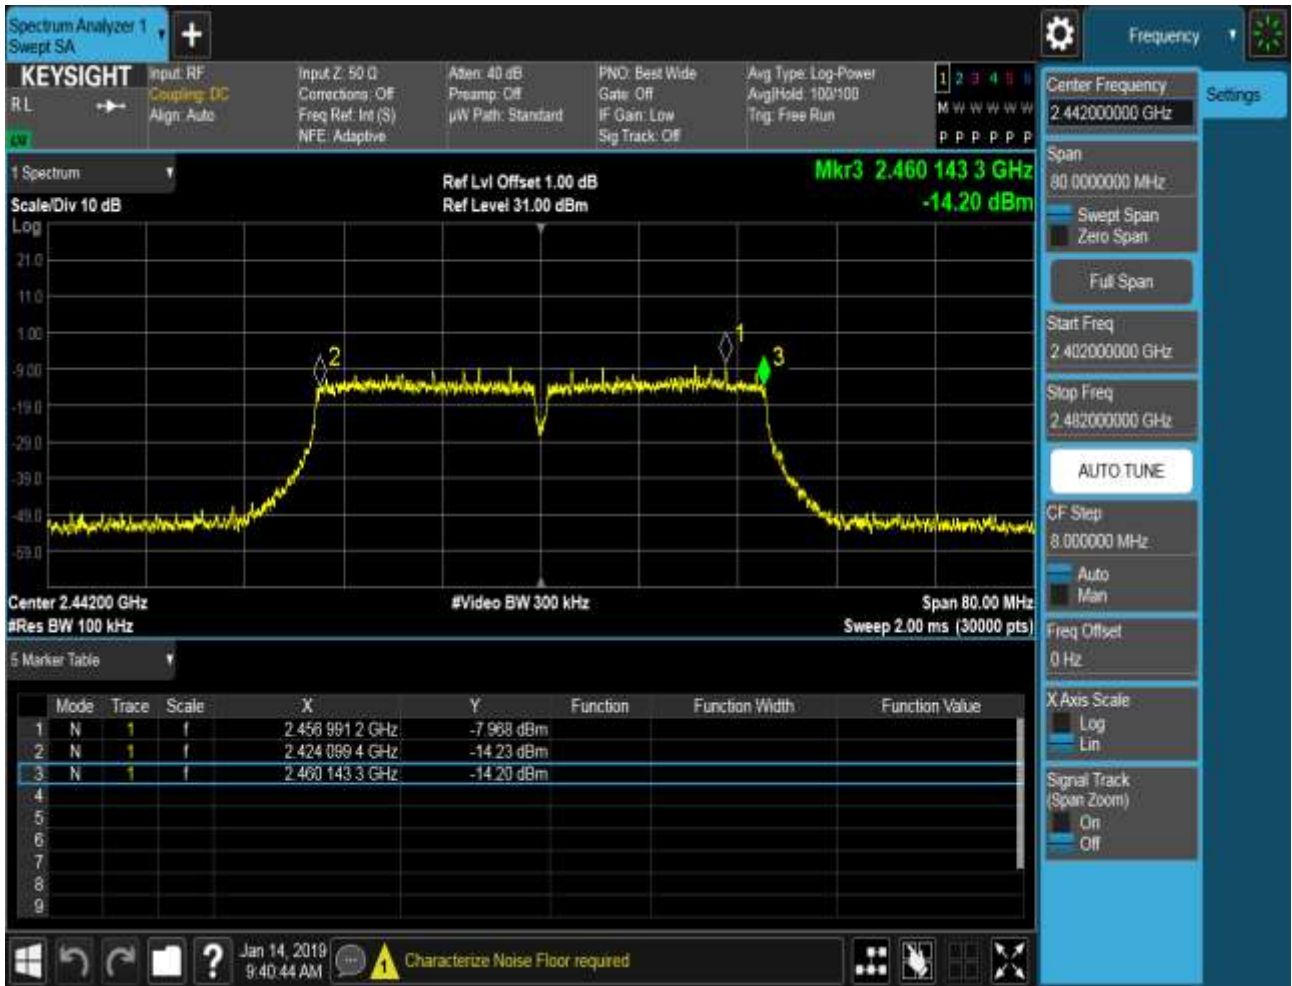 Spectrum Analyzer 1
Swept SA
Frequency
KEYSIGHT
R L
Input: RF
Coupling: DC
Align: Auto
Input Z: 50 Ω
Corrections: Off
Freq Ref: Int (S)
NFE: Adaptive
Atten: 40 dB
Preamp: Off
µW Path: Standard
PNO: Best Wide
Gate: Off
IF Gain: Low
Sig Track: Off
Avg Type: Log-Power
Avg|Hold: 100/100
Trig: Free Run
1 2 3 4 5 6
M W W W W W
P P P P P P
1 Spectrum
Scale/Div 10 dB
Ref Lvl Offset 1.00 dB
Ref Level 31.00 dBm
Mkr3 2.460 143 3 GHz
-14.20 dBm
Log
21.0
11.0
1.00
-9.00
-19.0
-29.0
-39.0
-49.0
-59.0
2
1
3
Center 2.44200 GHz
#Video BW 300 kHz
Span 80.00 MHz
#Res BW 100 kHz
Sweep 2.00 ms (30000 pts)
5 Marker Table
Mode Trace Scale X Y Function Function Width Function Value
1 N 1 f 2.456 991 2 GHz -7.968 dBm
2 N 1 f 2.424 099 4 GHz -14.23 dBm
3 N 1 f 2.460 143 3 GHz -14.20 dBm
4
5
6
7
8
9
Jan 14, 2019
9:40:44 AM
1
Characterize Noise Floor required
Center Frequency
2.442000000 GHz
Settings
Span
80.0000000 MHz
Swept Span
Zero Span
Full Span
Start Freq
2.402000000 GHz
Stop Freq
2.482000000 GHz
AUTO TUNE
CF Step
8.000000 MHz
Auto
Man
Freq Offset
0 Hz
X Axis Scale
Log
Lin
Signal Track
(Span Zoom)
On
Off